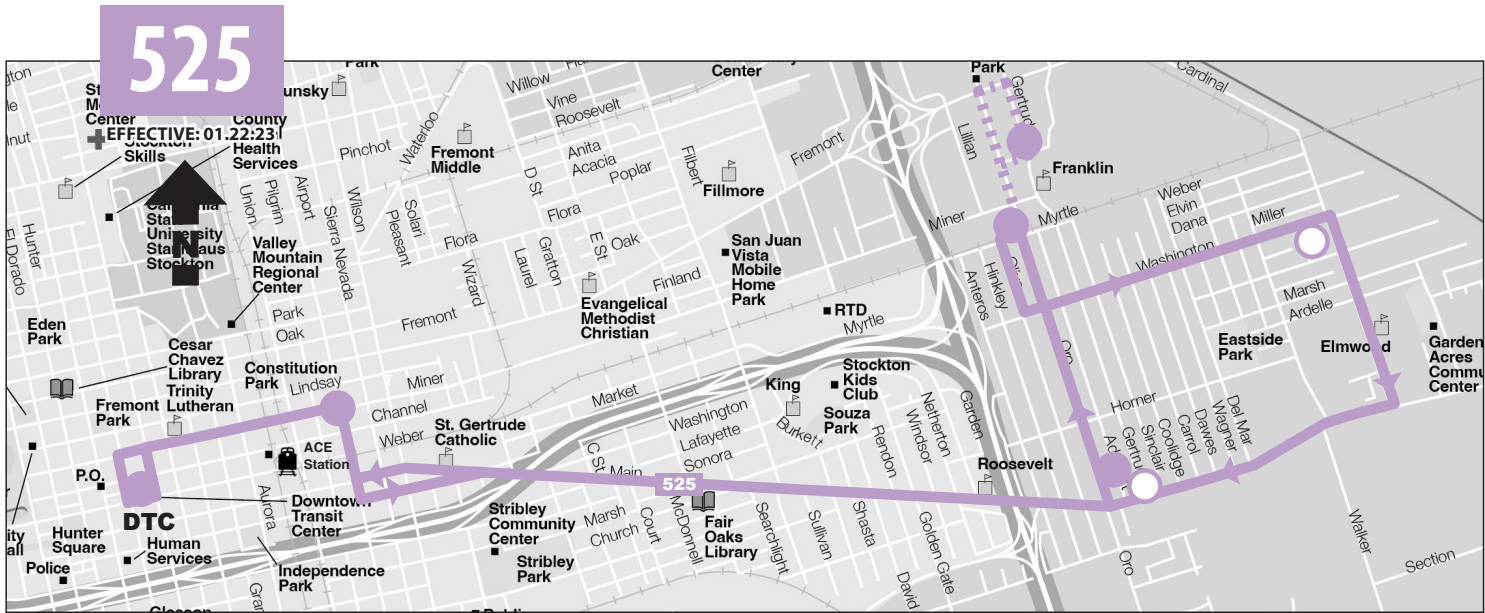 525
EFFECTIVE: 01.22.23
Park
unsky
Center
Park
Gertrud
Cardinal
Willow
Vine
Roosevelt
Center
County
Health
Services
Stockton
Skills
Pinchot
Waterloo
Fremont
Middle
Anita
Acacia
Poplar
D St
Filbert
Fillmore
Fremont
Lillian
Franklin
Union
Pilgrim
Airport
Sierra Nevada
Wilson
Pleasant
Solari
Flora
Flora
E St
Oak
Miner
Myrtle
Weber
Elvin
Dana
Miller
Washington
Hunter
El Dorado
State
University
Stanislaus
Stockton
N
Valley
Mountain
Regional
Center
Wizard
Laurel
Gratton
Finland
San Juan
Vista
Mobile
Home
Park
Anteros
Hinkley
Marsh
Ardelle
Evangelical
Methodist
Christian
RTD
Myrtle
Park
Oak
Fremont
Eden
Park
Cesar
Chavez
Library
Trinity
Lutheran
Constitution
Park
Lindsay
Miner
Channel
Weber
Market
King
Stockton
Kids
Club
Souza
Park
Oro
Eastside
Park
Elmwood
Garden
Acres
Commu
Center
Fremont
Park
St. Gertrude
Catholic
Washington
Lafayette
Sonora
Burkett
Rendon
Windsor
Netherton
Garden
Horner
Gertru
Sinclair
Coolidge
Carrol
Dawes
Wagner
Del Mar
ACE
Station
P.O.
C St
Main
525
Roosevelt
DTC
Downtown
Transit
Center
Aurora
Stribley
Community
Center
Marsh
Church
Court
McDonnell
Fair
Oaks
Library
Searchlight
Sullivan
Shasta
Golden Gate
Walker
Hunter
Square
Human
Services
Police
Independence
Park
Stribley
Park
David
Oro
Section